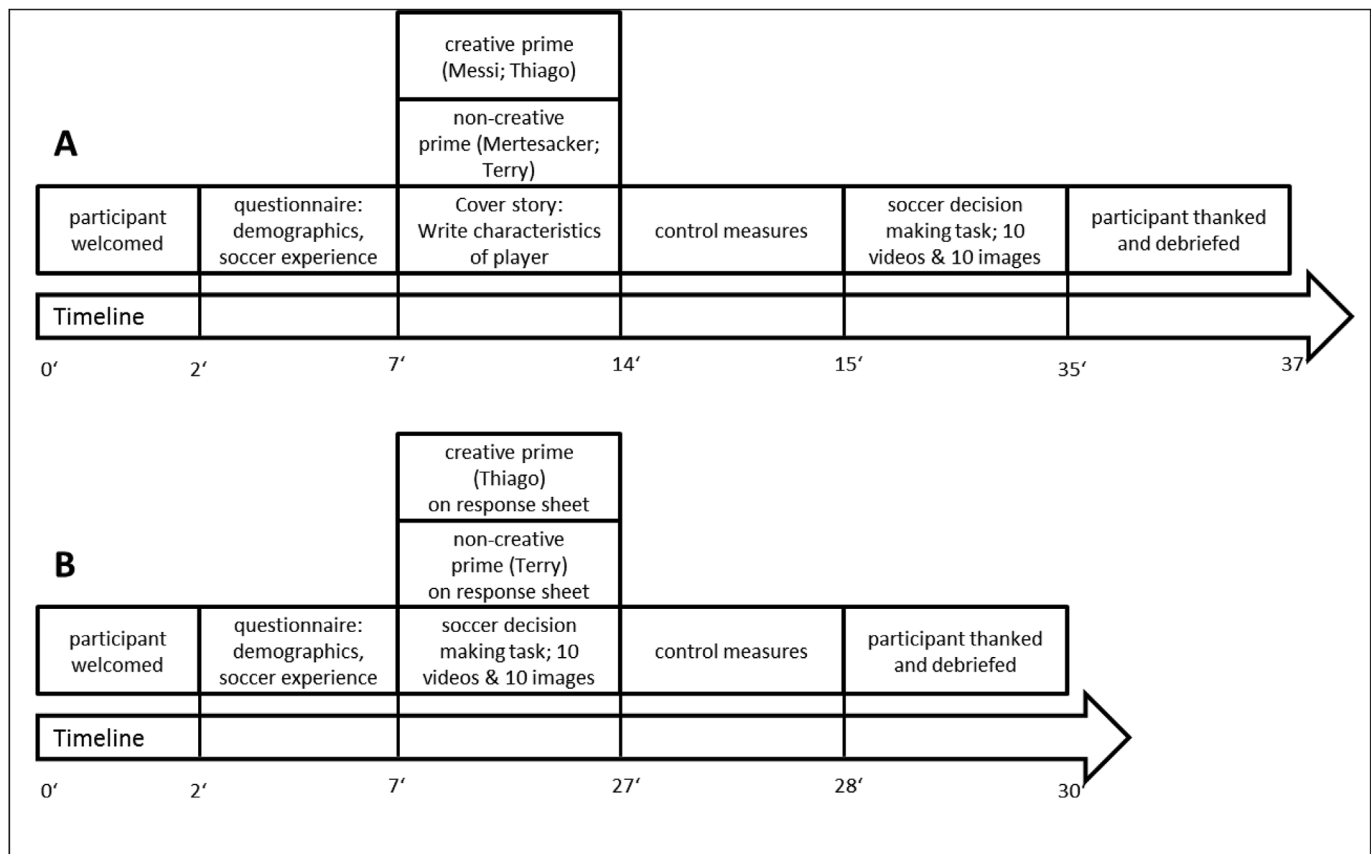 creative prime
(Messi; Thiago)
non-creative
prime (Mertesacker;
Terry)
A
participant
welcomed
questionnaire:
demographics,
soccer experience
Cover story:
Write characteristics
of player
control measures
soccer decision
making task; 10
videos & 10 images
participant thanked
and debriefed
Timeline
0‘
2‘
7‘
14‘
15‘
35‘
37‘
creative prime
(Thiago)
on response sheet
non-creative
prime (Terry)
on response sheet
B
participant
welcomed
questionnaire:
demographics,
soccer experience
soccer decision
making task; 10
videos & 10 images
control measures
participant thanked
and debriefed
Timeline
0‘
2‘
7‘
27‘
28‘
30‘